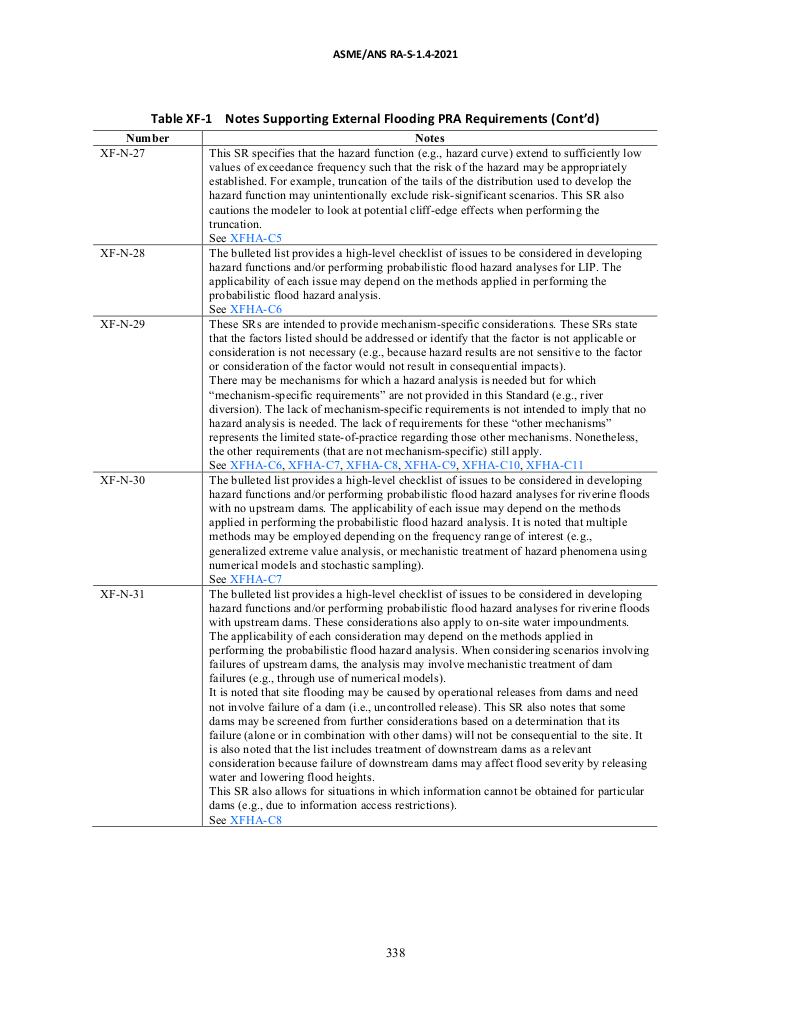 ASME/ANS RA-S-1.4-2021
Table XF-1 Notes Supporting External Flooding PRA Requirements (Cont’d)
Number Notes
XF-N-27 This SR specifies that the hazard function (e.g., hazard curve) extend to sufficiently low
values of exceedance frequency such that the risk of the hazard may be appropriately
established. For example, truncation of the tails of the distribution used to develop the
hazard function may unintentionally exclude risk-significant scenarios. This SR also
cautions the modeler to look at potential cliff-edge effects when performing the
truncation.
See XFHA-C5
XF-N-28 The bulleted list provides a high-level checklist of issues to be considered in developing
hazard functions and/or performing probabilistic flood hazard analyses for LIP. The
applicability of each issue may depend on the methods applied in performing the
probabilistic flood hazard analysis.
See XFHA-C6
XF-N-29 These SRs are intended to provide mechanism-specific considerations. These SRs state
that the factors listed should be addressed or identify that the factor is not applicable or
consideration is not necessary (e.g., because hazard results are not sensitive to the factor
or consideration of the factor would not result in consequential impacts).
There may be mechanisms for which a hazard analysis is needed but for which
“mechanism-specific requirements” are not provided in this Standard (e.g., river
diversion). The lack of mechanism-specific requirements is not intended to imply that no
hazard analysis is needed. The lack of requirements for these “other mechanisms”
represents the limited state-of-practice regarding those other mechanisms. Nonetheless,
the other requirements (that are not mechanism-specific) still apply.
See XFHA-C6, XFHA-C7, XFHA-C8, XFHA-C9, XFHA-C10, XFHA-C11
XF-N-30 The bulleted list provides a high-level checklist of issues to be considered in developing
hazard functions and/or performing probabilistic flood hazard analyses for riverine floods
with no upstream dams. The applicability of each issue may depend on the methods
applied in performing the probabilistic flood hazard analysis. It is noted that multiple
methods may be employed depending on the frequency range of interest (e.g.,
generalized extreme value analysis, or mechanistic treatment of hazard phenomena using
numerical models and stochastic sampling).
See XFHA-C7
XF-N-31 The bulleted list provides a high-level checklist of issues to be considered in developing
hazard functions and/or performing probabilistic flood hazard analyses for riverine floods
with upstream dams. These considerations also apply to on-site water impoundments.
The applicability of each consideration may depend on the methods applied in
performing the probabilistic flood hazard analysis. When considering scenarios involving
failures of upstream dams, the analysis may involve mechanistic treatment of dam
failures (e.g., through use of numerical models).
It is noted that site flooding may be caused by operational releases from dams and need
not involve failure of a dam (i.e., uncontrolled release). This SR also notes that some
dams may be screened from further considerations based on a determination that its
failure (alone or in combination with other dams) will not be consequential to the site. It
is also noted that the list includes treatment of downstream dams as a relevant
consideration because failure of downstream dams may affect flood severity by releasing
water and lowering flood heights.
This SR also allows for situations in which information cannot be obtained for particular
dams (e.g., due to information access restrictions).
See XFHA-C8
338